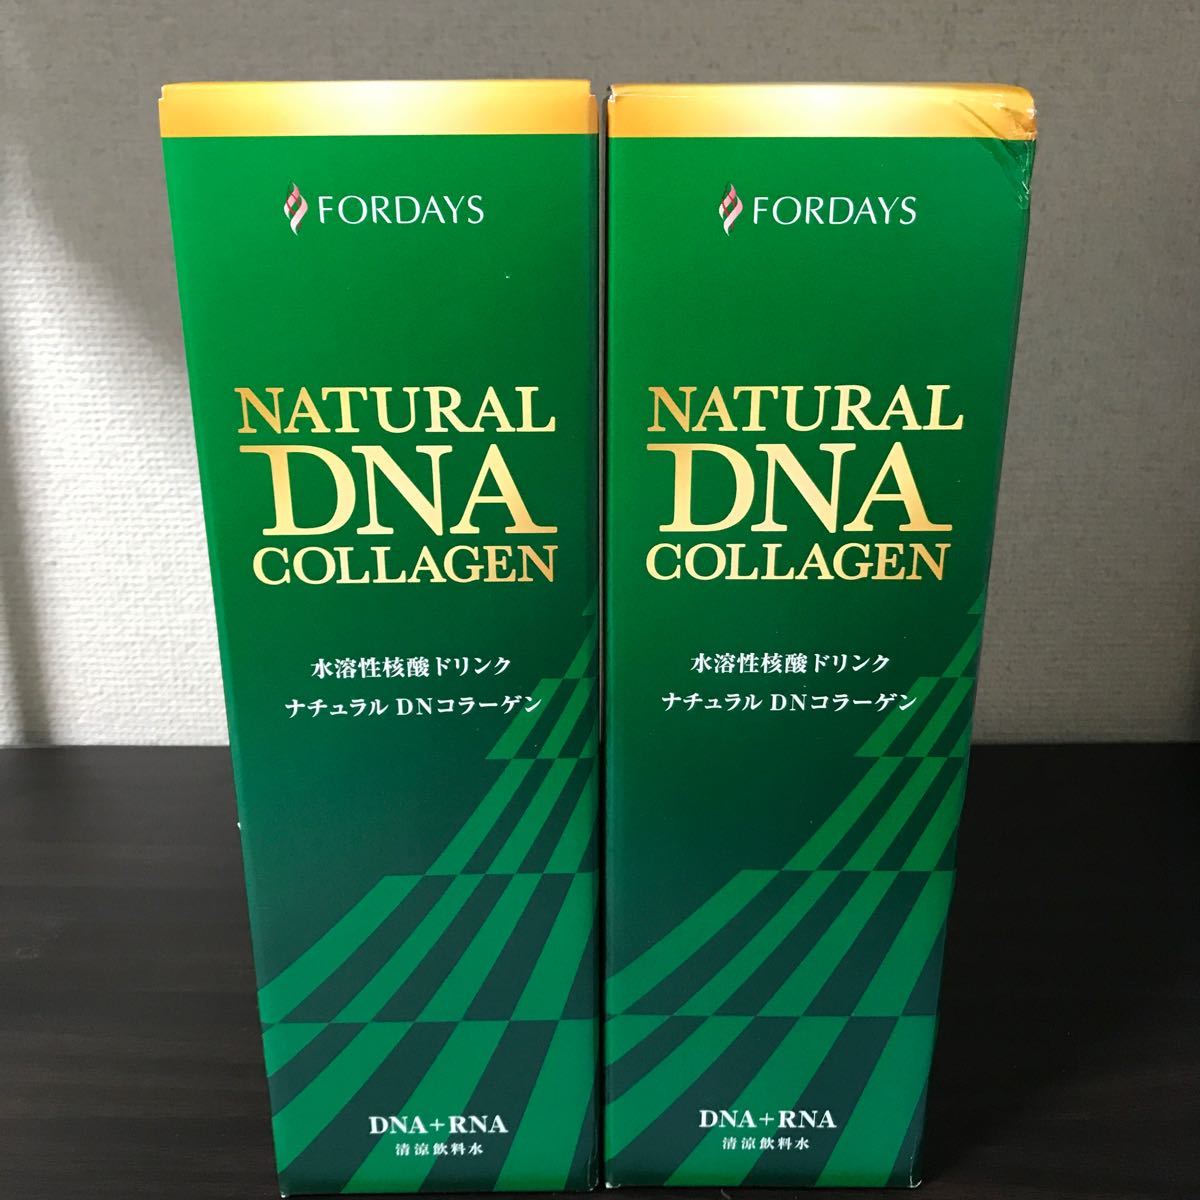 FORDAYS
NATURAL
DNA
COLLAGEN
水溶性核酸ドリンク
ナチュラル DNコラーゲン
DNA+RNA
清涼飲料水
FORDAYS
NATURAL
DNA
COLLAGEN
水溶性核酸ドリンク
ナチュラル DNコラーゲン
DNA+RNA
清涼飲料水